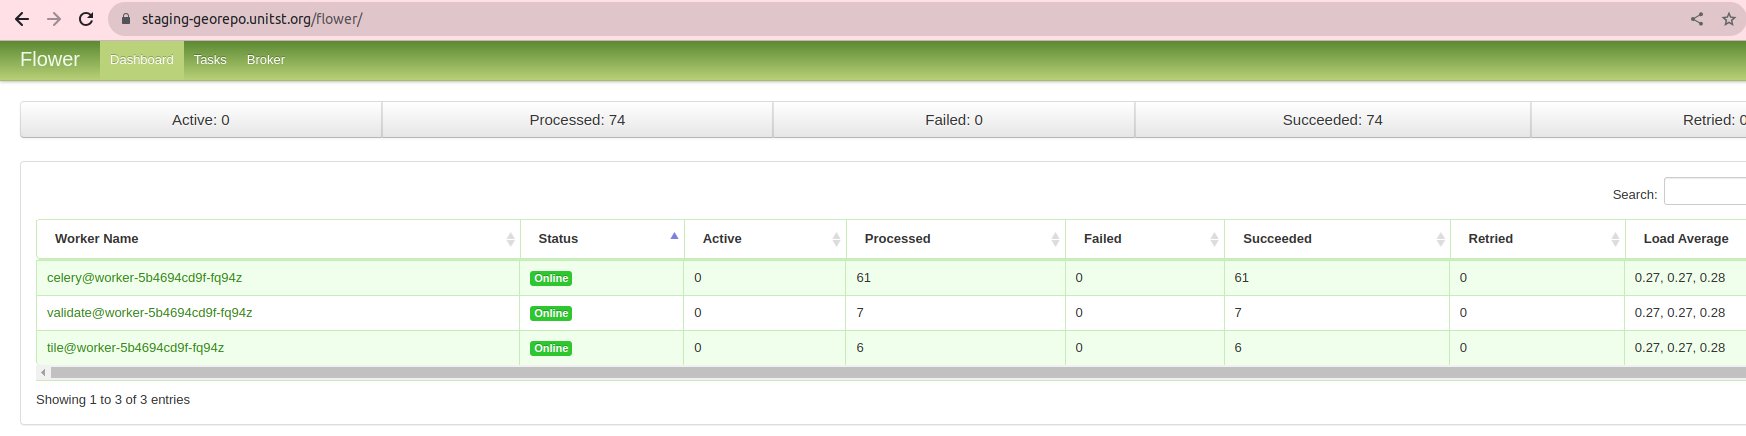 staging-georepo.unitst.org/flower/
Flower Dashboard Tasks Broker
Active: 0 Processed: 74 Failed: 0 Succeeded: 74 Retried: 0
Search:
Worker Name Status Active Processed Failed Succeeded Retried Load Average
celery@worker-5b4694cd9f-fq94z Online 0 61 0 61 0 0.27, 0.27, 0.28
validate@worker-5b4694cd9f-fq94z Online 0 7 0 7 0 0.27, 0.27, 0.28
tile@worker-5b4694cd9f-fq94z Online 0 6 0 6 0 0.27, 0.27, 0.28
Showing 1 to 3 of 3 entries